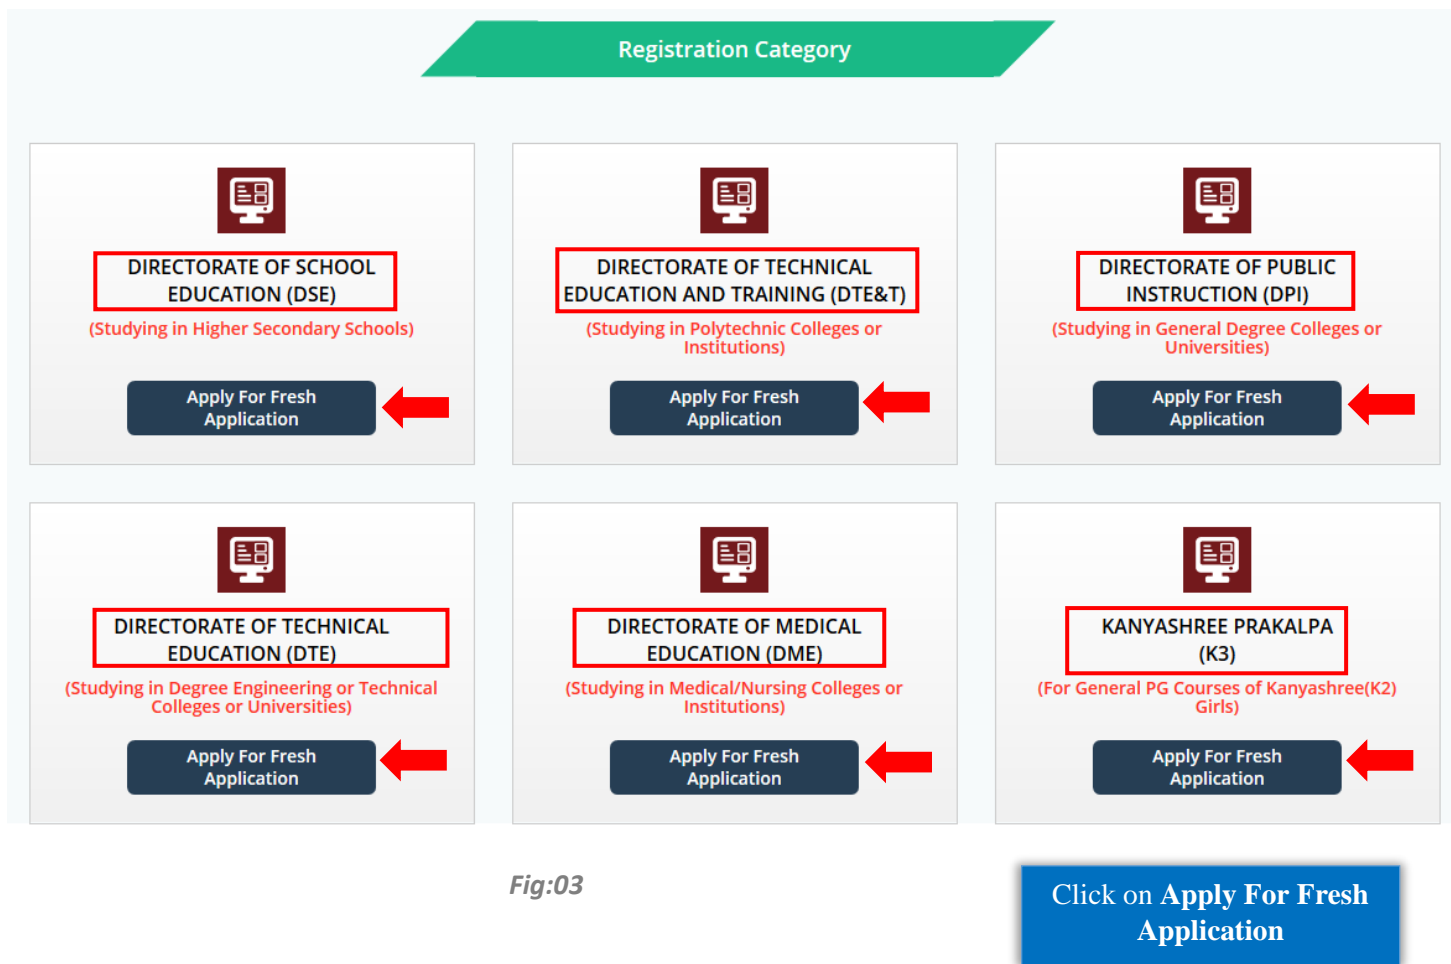 Registration Category
DIRECTORATE OF SCHOOL
EDUCATION (DSE)
(Studying in Higher Secondary Schools)
Apply For Fresh
Application
DIRECTORATE OF TECHNICAL
EDUCATION AND TRAINING (DTE&T)
(Studying in Polytechnic Colleges or
Institutions)
Apply For Fresh
Application
DIRECTORATE OF PUBLIC
INSTRUCTION (DPI)
(Studying in General Degree Colleges or
Universities)
Apply For Fresh
Application
DIRECTORATE OF TECHNICAL
EDUCATION (DTE)
(Studying in Degree Engineering or Technical
Colleges or Universities)
Apply For Fresh
Application
DIRECTORATE OF MEDICAL
EDUCATION (DME)
(Studying in Medical/Nursing Colleges or
Institutions)
Apply For Fresh
Application
KANYASHREE PRAKALPA
(K3)
(For General PG Courses of Kanyashree(K2)
Girls)
Apply For Fresh
Application
Fig:03
Click on Apply For Fresh
Application